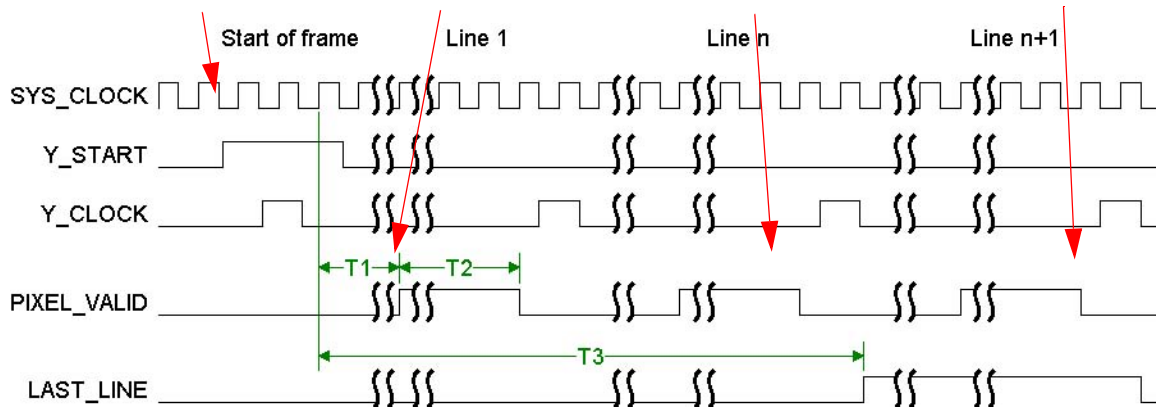 Start of frame Line 1 Line n Line n+1
SYS_CLOCK
Y_START
Y_CLOCK
T1 T2
PIXEL_VALID
T3
LAST_LINE